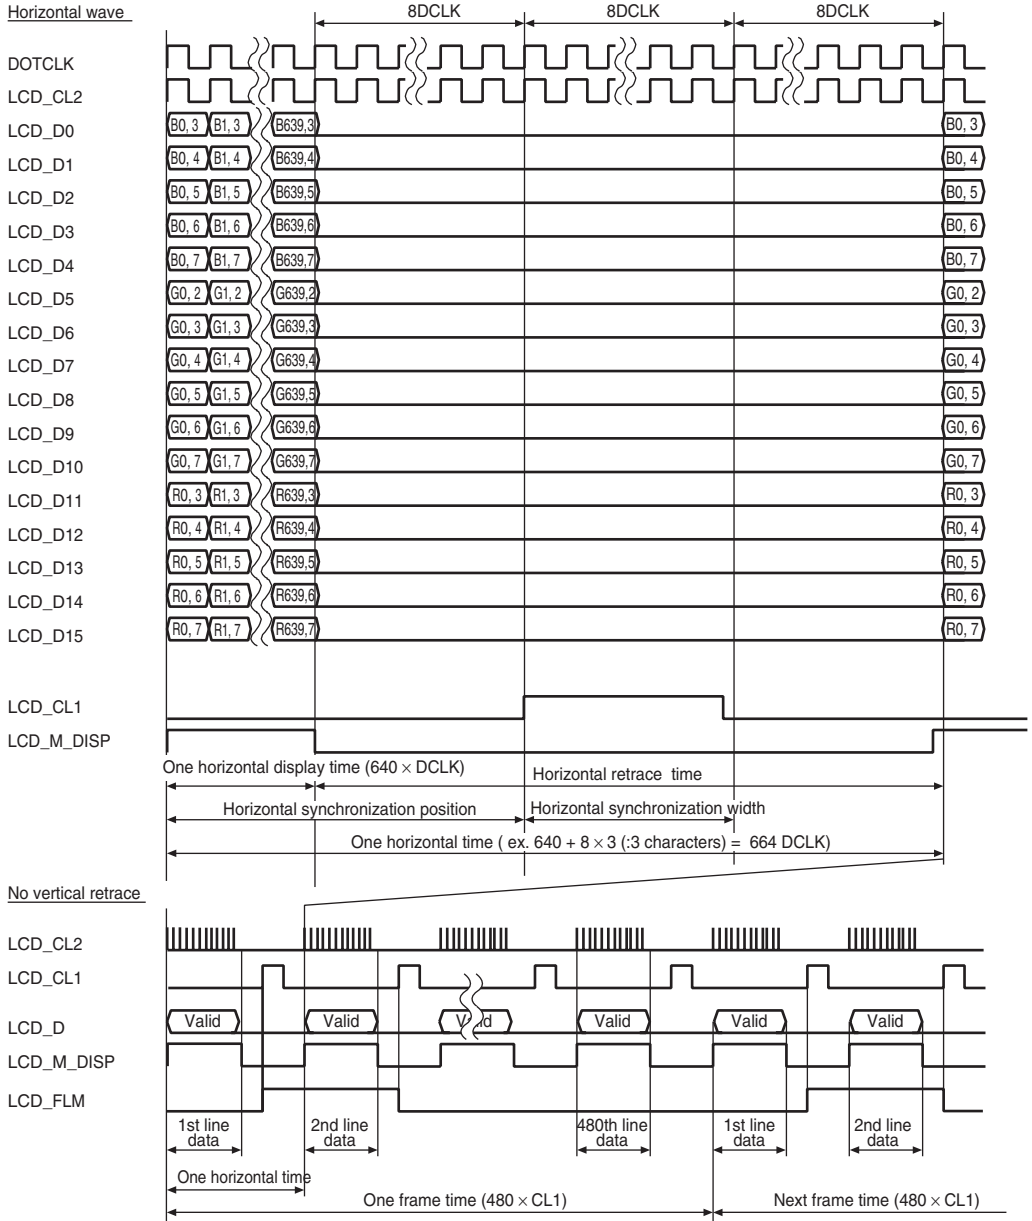 Horizontal wave
8DCLK 8DCLK 8DCLK
DOTCLK
LCD_CL2
LCD_D0 B0, 3 B1, 3 B639,3 B0, 3
LCD_D1 B0, 4 B1, 4 B639,4 B0, 4
LCD_D2 B0, 5 B1, 5 B639,5 B0, 5
LCD_D3 B0, 6 B1, 6 B639,6 B0, 6
LCD_D4 B0, 7 B1, 7 B639,7 B0, 7
LCD_D5 G0, 2 G1, 2 G639,2 G0, 2
LCD_D6 G0, 3 G1, 3 G639,3 G0, 3
LCD_D7 G0, 4 G1, 4 G639,4 G0, 4
LCD_D8 G0, 5 G1, 5 G639,5 G0, 5
LCD_D9 G0, 6 G1, 6 G639,6 G0, 6
LCD_D10 G0, 7 G1, 7 G639,7 G0, 7
LCD_D11 R0, 3 R1, 3 R639,3 R0, 3
LCD_D12 R0, 4 R1, 4 R639,4 R0, 4
LCD_D13 R0, 5 R1, 5 R639,5 R0, 5
LCD_D14 R0, 6 R1, 6 R639,6 R0, 6
LCD_D15 R0, 7 R1, 7 R639,7 R0, 7
LCD_CL1
LCD_M_DISP
One horizontal display time (640 × DCLK)
Horizontal retrace time
Horizontal synchronization position
Horizontal synchronization width
One horizontal time ( ex. 640 + 8 × 3 (:3 characters) = 664 DCLK)
No vertical retrace
LCD_CL2
LCD_CL1
LCD_D Valid Valid Valid Valid Valid Valid
LCD_M_DISP
LCD_FLM
1st line data
2nd line data
480th line data
1st line data
2nd line data
One horizontal time
One frame time (480 × CL1)
Next frame time (480 × CL1)